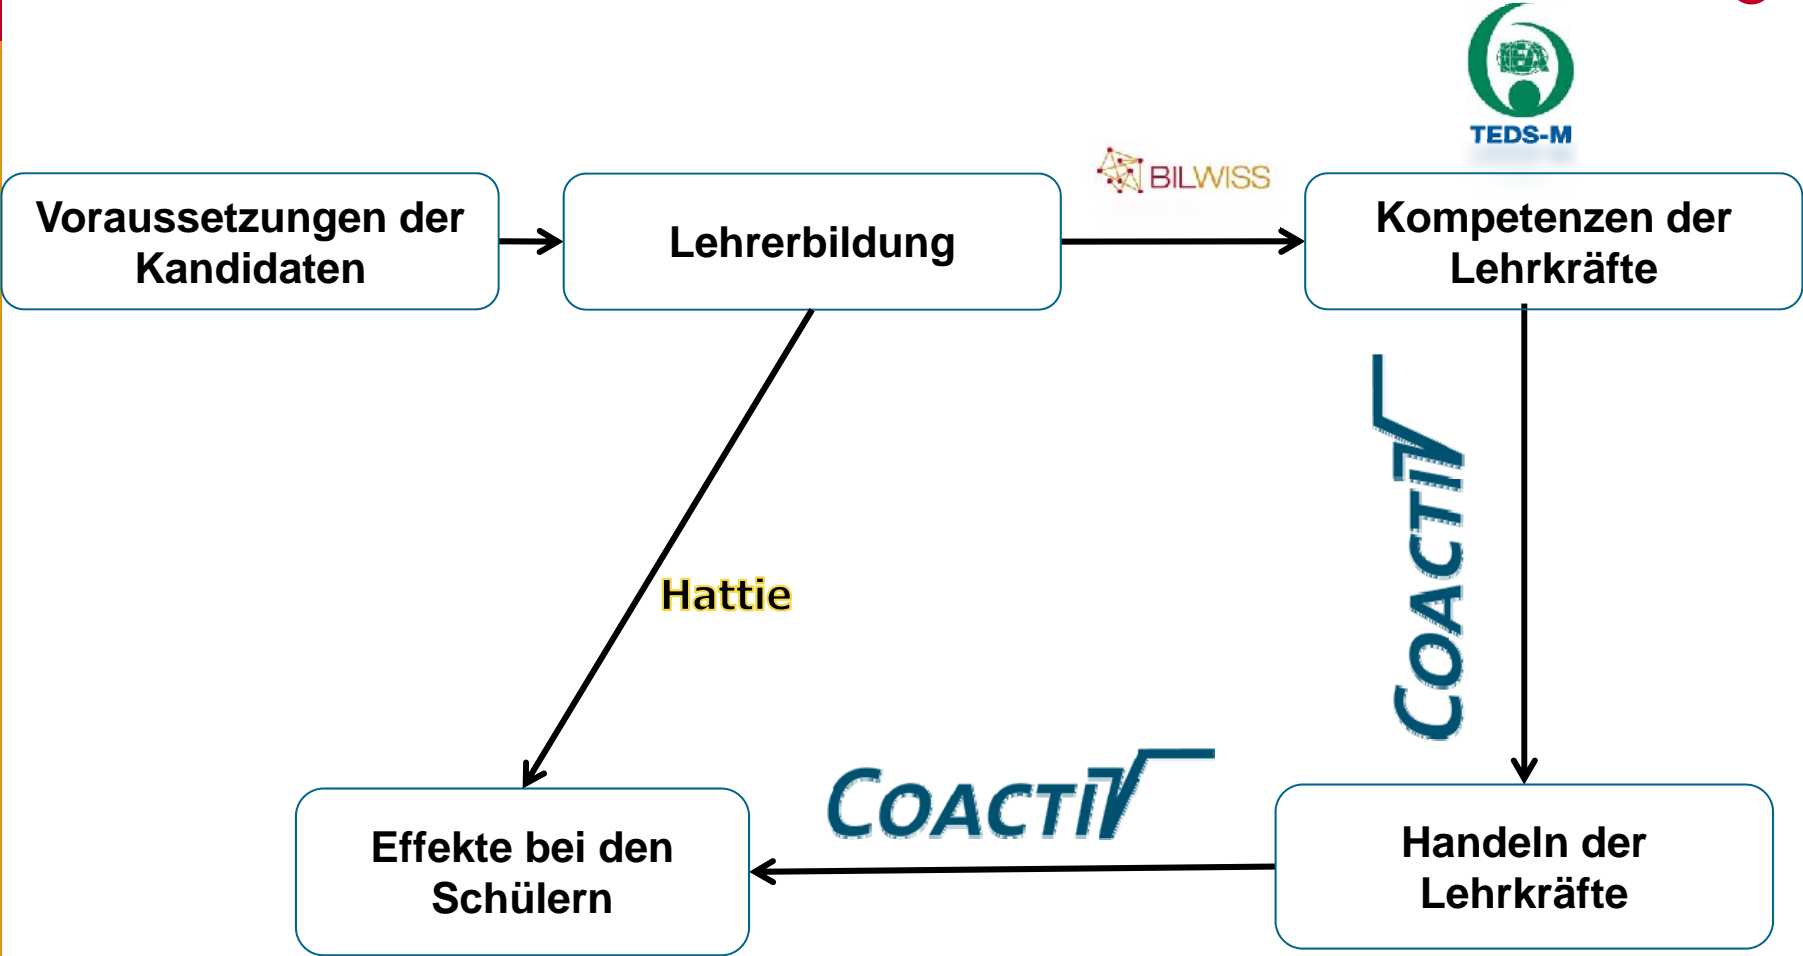 IEA
TEDS-M
BILWISS
Voraussetzungen der
Kandidaten
Lehrerbildung
Kompetenzen der
Lehrkräfte
COACTIV
Hattie
COACTIV
Effekte bei den
Schülern
Handeln der
Lehrkräfte